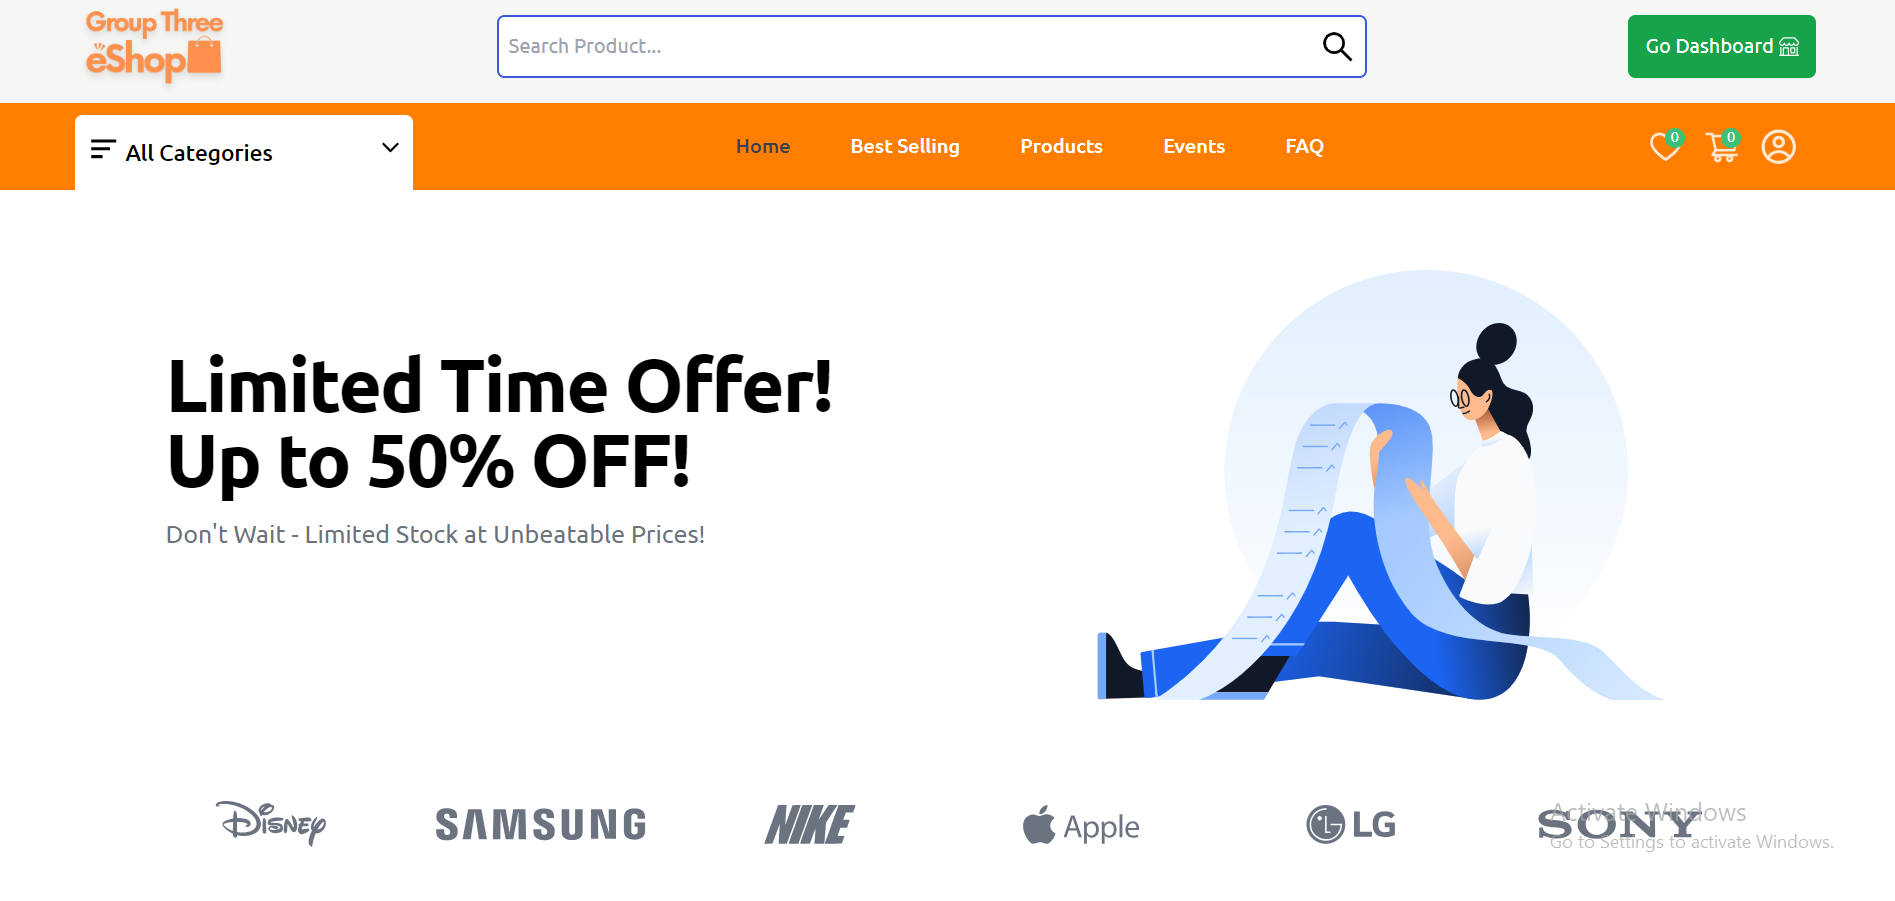 Group Three
eShop
Search Product...
Go Dashboard
All Categories
Home
Best Selling
Products
Events
FAQ
0
0
Limited Time Offer!
Up to 50% OFF!
Don't Wait - Limited Stock at Unbeatable Prices!
Disney
SAMSUNG
NIKE
Apple
LG
SONY
Activate Windows
Go to Settings to activate Windows.